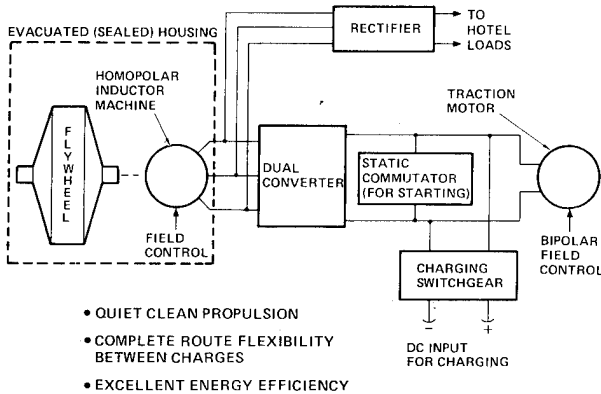 EVACUATED (SEALED) HOUSING
RECTIFIER
TO
HOTEL
LOADS
HOMOPOLAR
INDUCTOR
MACHINE
FLYWHEEL
FIELD
CONTROL
DUAL
CONVERTER
STATIC
COMMUTATOR
(FOR STARTING)
TRACTION
MOTOR
BIPOLAR
FIELD
CONTROL
CHARGING
SWITCHGEAR
− +
DC INPUT
FOR CHARGING
• QUIET CLEAN PROPULSION
• COMPLETE ROUTE FLEXIBILITY
BETWEEN CHARGES
• EXCELLENT ENERGY EFFICIENCY